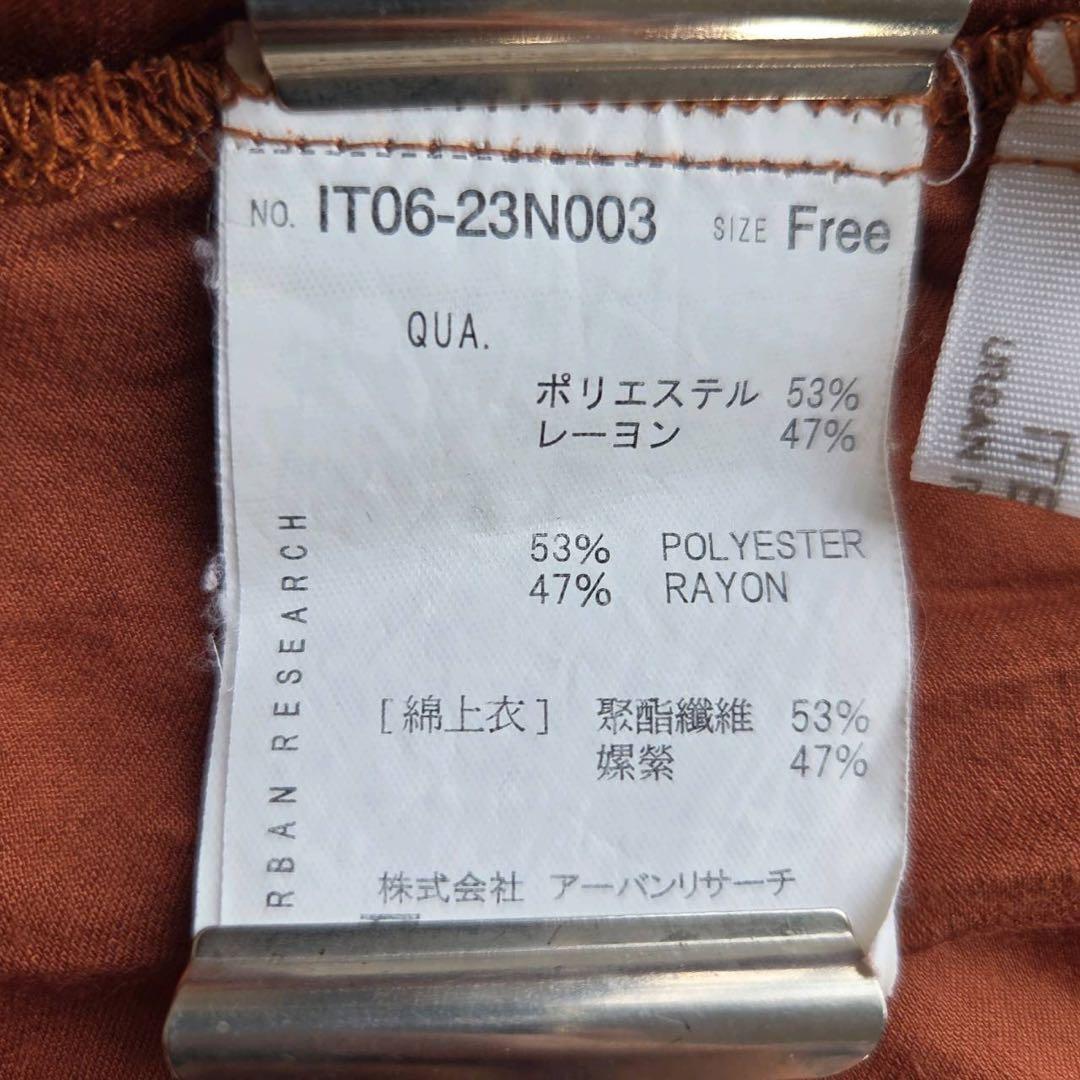 NO. IT06-23N003 SIZE Free
QUA.
ポリエステル 53%
レーヨン 47%
53% POLYESTER
47% RAYON
[綿上衣] 聚酯纖維 53%
嫘縈 47%
株式会社 アーバンリサーチ
RBAN RESEARCH
URBAN
ITE